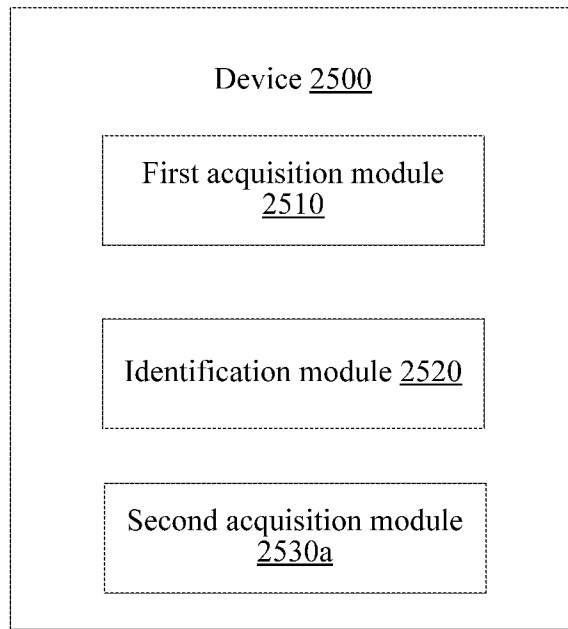 Device 2500
First acquisition module
2510
Identification module 2520
Second acquisition module
2530a